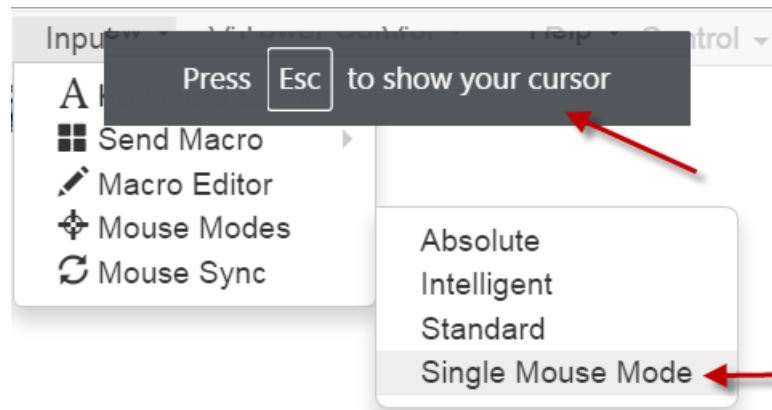 Input
Press Esc to show your cursor
Send Macro
Macro Editor
Mouse Modes
Mouse Sync
Absolute
Intelligent
Standard
Single Mouse Mode